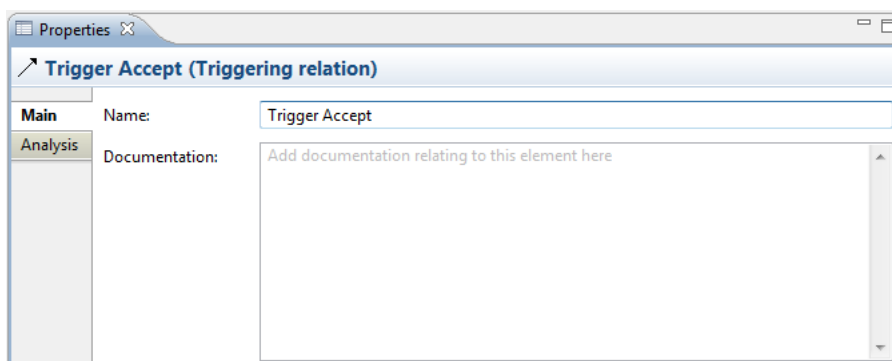 Properties
Trigger Accept (Triggering relation)
Main
Name:
Trigger Accept
Analysis
Documentation:
Add documentation relating to this element here